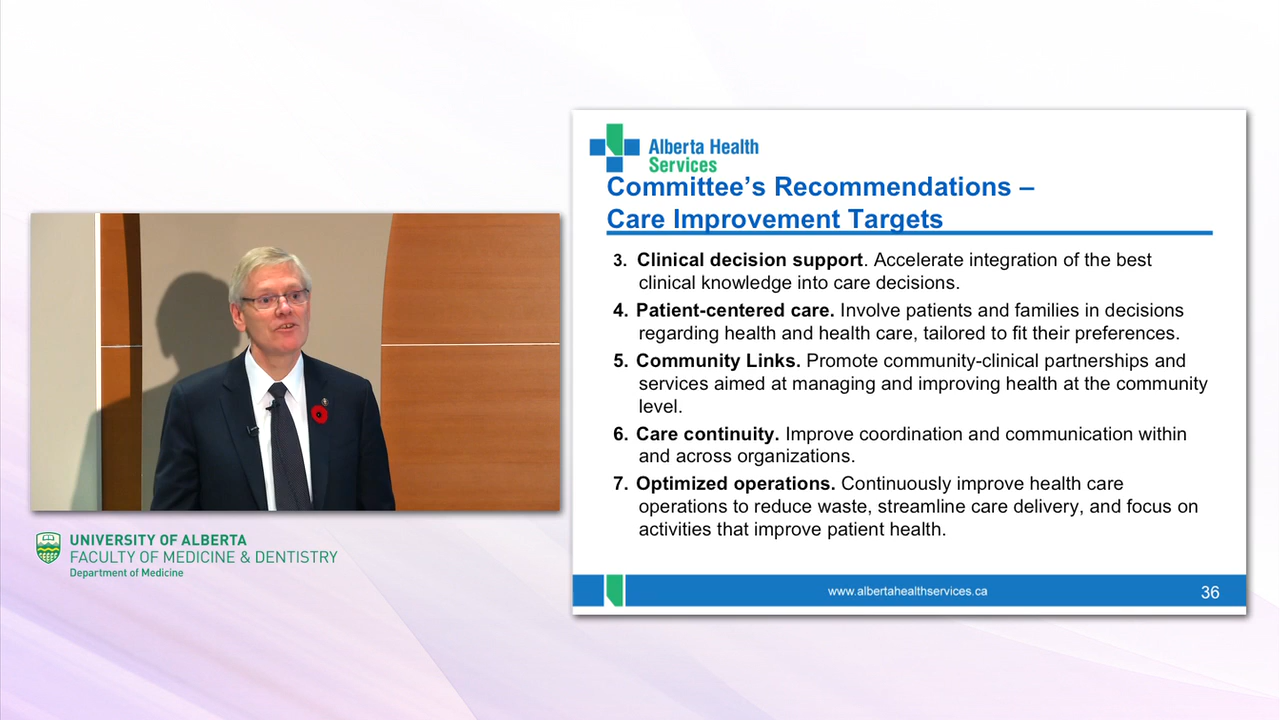 Alberta Health
Services
Committee's Recommendations –
Care Improvement Targets
3. Clinical decision support. Accelerate integration of the best
clinical knowledge into care decisions.
4. Patient-centered care. Involve patients and families in decisions
regarding health and health care, tailored to fit their preferences.
5. Community Links. Promote community-clinical partnerships and
services aimed at managing and improving health at the community
level.
6. Care continuity. Improve coordination and communication within
and across organizations.
7. Optimized operations. Continuously improve health care
operations to reduce waste, streamline care delivery, and focus on
activities that improve patient health.
www.albertahealthservices.ca
36
UNIVERSITY OF ALBERTA
FACULTY OF MEDICINE & DENTISTRY
Department of Medicine